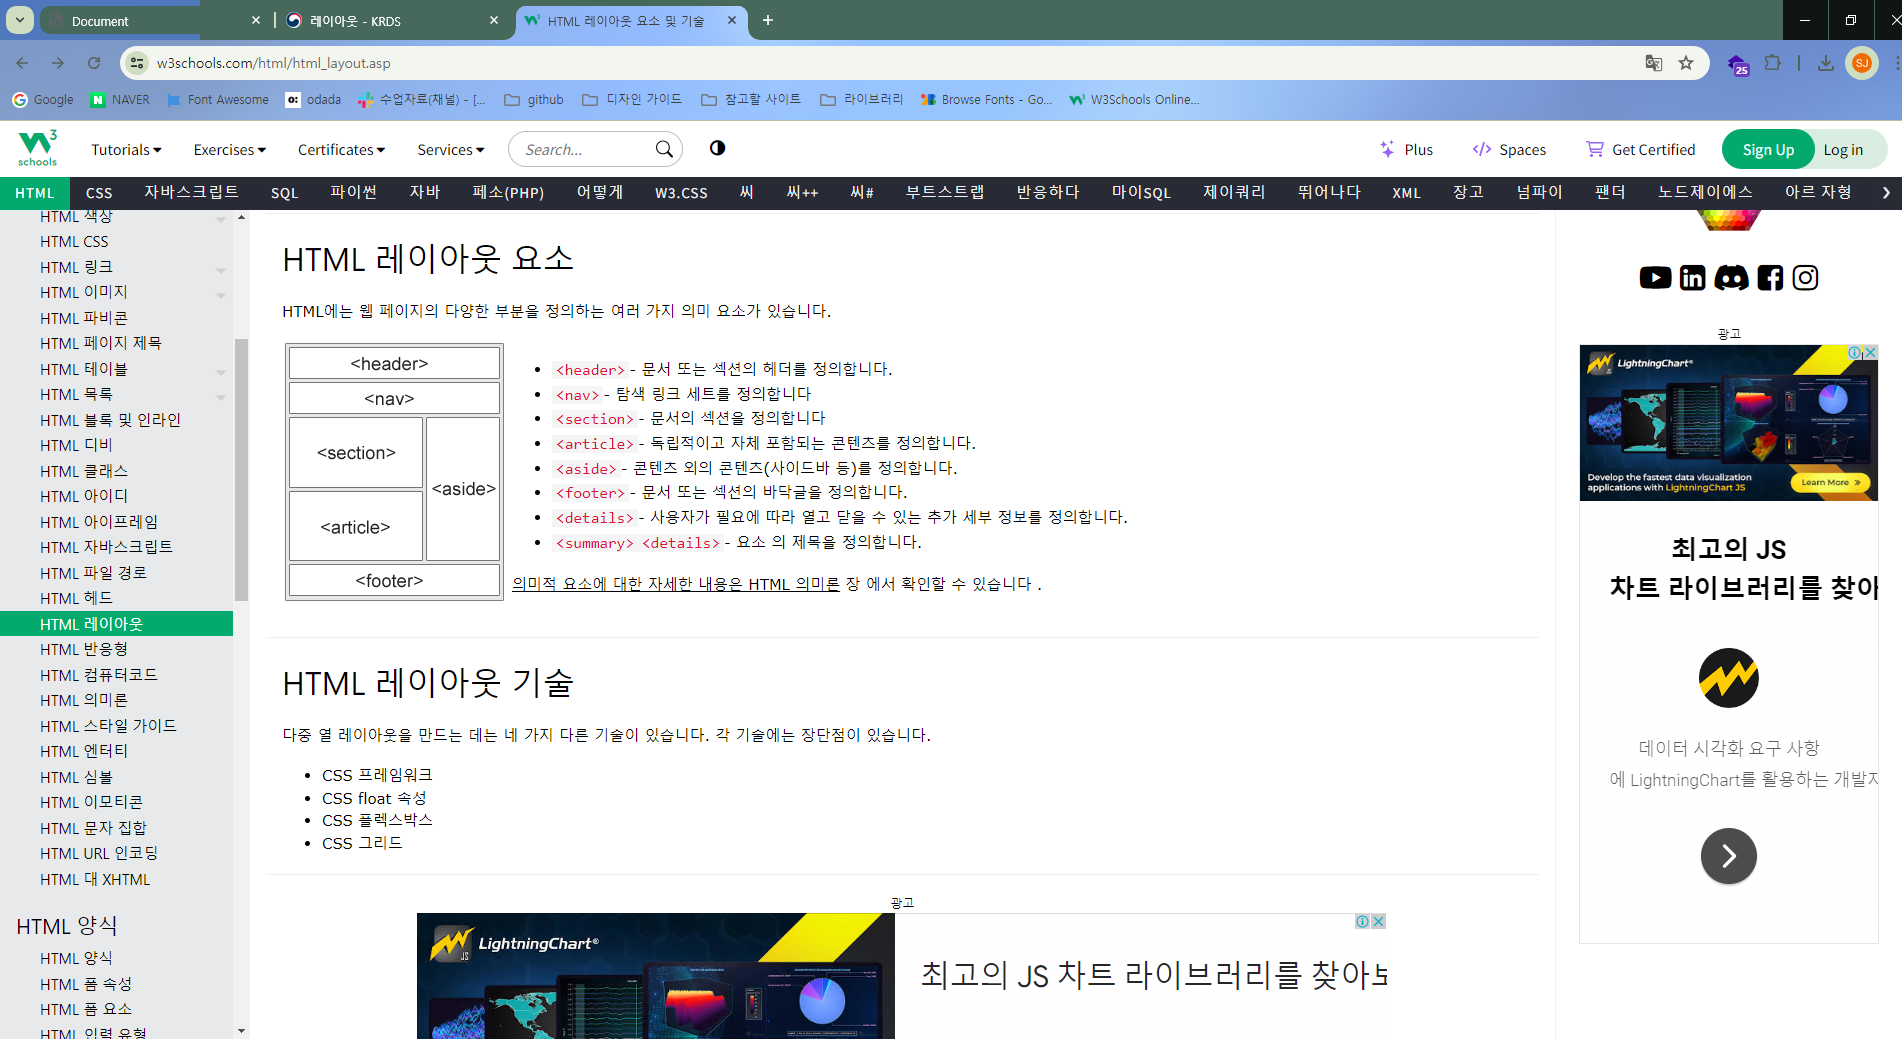 Document
레이아웃 - KRDS
HTML 레이아웃 요소 및 기술
w3schools.com/html/html_layout.asp
25
SJ
Google
NAVER
Font Awesome
odada
수업자료(채널) - [...
github
디자인 가이드
참고할 사이트
라이브러리
Browse Fonts - Go...
W3Schools Online...
W3 schools
Tutorials
Exercises
Certificates
Services
Search...
Plus
Spaces
Get Certified
Sign Up
Log in
HTML
CSS
자바스크립트
SQL
파이썬
자바
페소(PHP)
어떻게
W3.CSS
씨
씨++
씨#
부트스트랩
반응하다
마이SQL
제이쿼리
뛰어나다
XML
장고
넘파이
팬더
노드제이에스
아르 자형
HTML 색상
HTML CSS
HTML 링크
HTML 이미지
HTML 파비콘
HTML 페이지 제목
HTML 테이블
HTML 목록
HTML 블록 및 인라인
HTML 디비
HTML 클래스
HTML 아이디
HTML 아이프레임
HTML 자바스크립트
HTML 파일 경로
HTML 헤드
HTML 레이아웃
HTML 반응형
HTML 컴퓨터코드
HTML 의미론
HTML 스타일 가이드
HTML 엔터티
HTML 심볼
HTML 이모티콘
HTML 문자 집합
HTML URL 인코딩
HTML 대 XHTML
HTML 양식
HTML 양식
HTML 폼 속성
HTML 폼 요소
HTML 입력 유형
HTML 레이아웃 요소
HTML에는 웹 페이지의 다양한 부분을 정의하는 여러 가지 의미 요소가 있습니다.
<header>
<nav>
<section>
<aside>
<article>
<footer>
<header> - 문서 또는 섹션의 헤더를 정의합니다.
<nav> - 탐색 링크 세트를 정의합니다
<section> - 문서의 섹션을 정의합니다
<article> - 독립적이고 자체 포함되는 콘텐츠를 정의합니다.
<aside> - 콘텐츠 외의 콘텐츠(사이드바 등)를 정의합니다.
<footer> - 문서 또는 섹션의 바닥글을 정의합니다.
<details> - 사용자가 필요에 따라 열고 닫을 수 있는 추가 세부 정보를 정의합니다.
<summary> <details> - 요소 의 제목을 정의합니다.
의미적 요소에 대한 자세한 내용은 HTML 의미론 장 에서 확인할 수 있습니다 .
HTML 레이아웃 기술
다중 열 레이아웃을 만드는 데는 네 가지 다른 기술이 있습니다. 각 기술에는 장단점이 있습니다.
CSS 프레임워크
CSS float 속성
CSS 플렉스박스
CSS 그리드
광고
JS
LightningChart®
최고의 JS 차트 라이브러리를 찾아보
광고
JS
LightningChart®
Develop the fastest data visualization
applications with LightningChart JS
Learn More »
최고의 JS
차트 라이브러리를 찾아
데이터 시각화 요구 사항
에 LightningChart를 활용하는 개발자